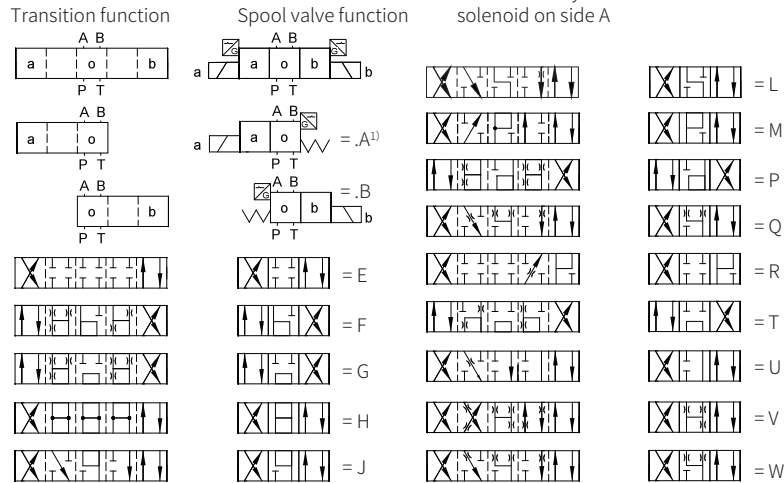 Transition function
Spool valve function
solenoid on side A
A B
a o b
P T
A B
G G
a a o b b
P T
A B
a o
P T
A B
G
a a o = .A¹⁾
P T
A B
o b
P T
A B
G = .B
o b b
P T
= E
= F
= G
= H
= J
= L
= M
= P
= Q
= R
= T
= U
= V
= W